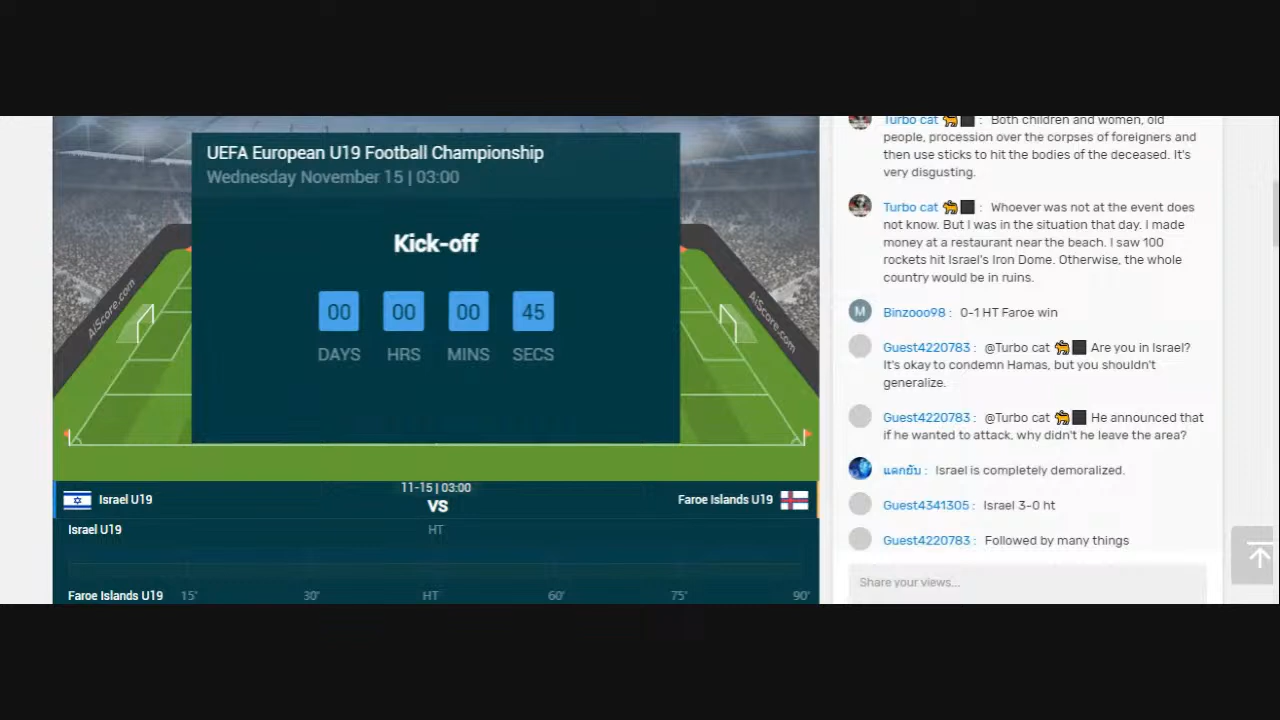 UEFA European U19 Football Championship
Wednesday November 15 | 03:00
Kick-off
00 00 00 45
DAYS HRS MINS SECS
AiScore.com
AiScore.com
11-15 | 03:00
Israel U19 VS Faroe Islands U19
Israel U19 HT
Faroe Islands U19 15' 30' HT 60' 75' 90'
Turbo cat 🐈⬛ : Both children and women, old
people, procession over the corpses of foreigners and
then use sticks to hit the bodies of the deceased. It's
very disgusting.
Turbo cat 🐈⬛ : Whoever was not at the event does
not know. But I was in the situation that day. I made
money at a restaurant near the beach. I saw 100
rockets hit Israel's Iron Dome. Otherwise, the whole
country would be in ruins.
M
Binzooo98 : 0-1 HT Faroe win
Guest4220783 : @Turbo cat 🐈⬛ Are you in Israel?
It's okay to condemn Hamas, but you shouldn't
generalize.
Guest4220783 : @Turbo cat 🐈⬛ He announced that
if he wanted to attack, why didn't he leave the area?
แดกยับ : Israel is completely demoralized.
Guest4341305 : Israel 3-0 ht
Guest4220783 : Followed by many things
Share your views...